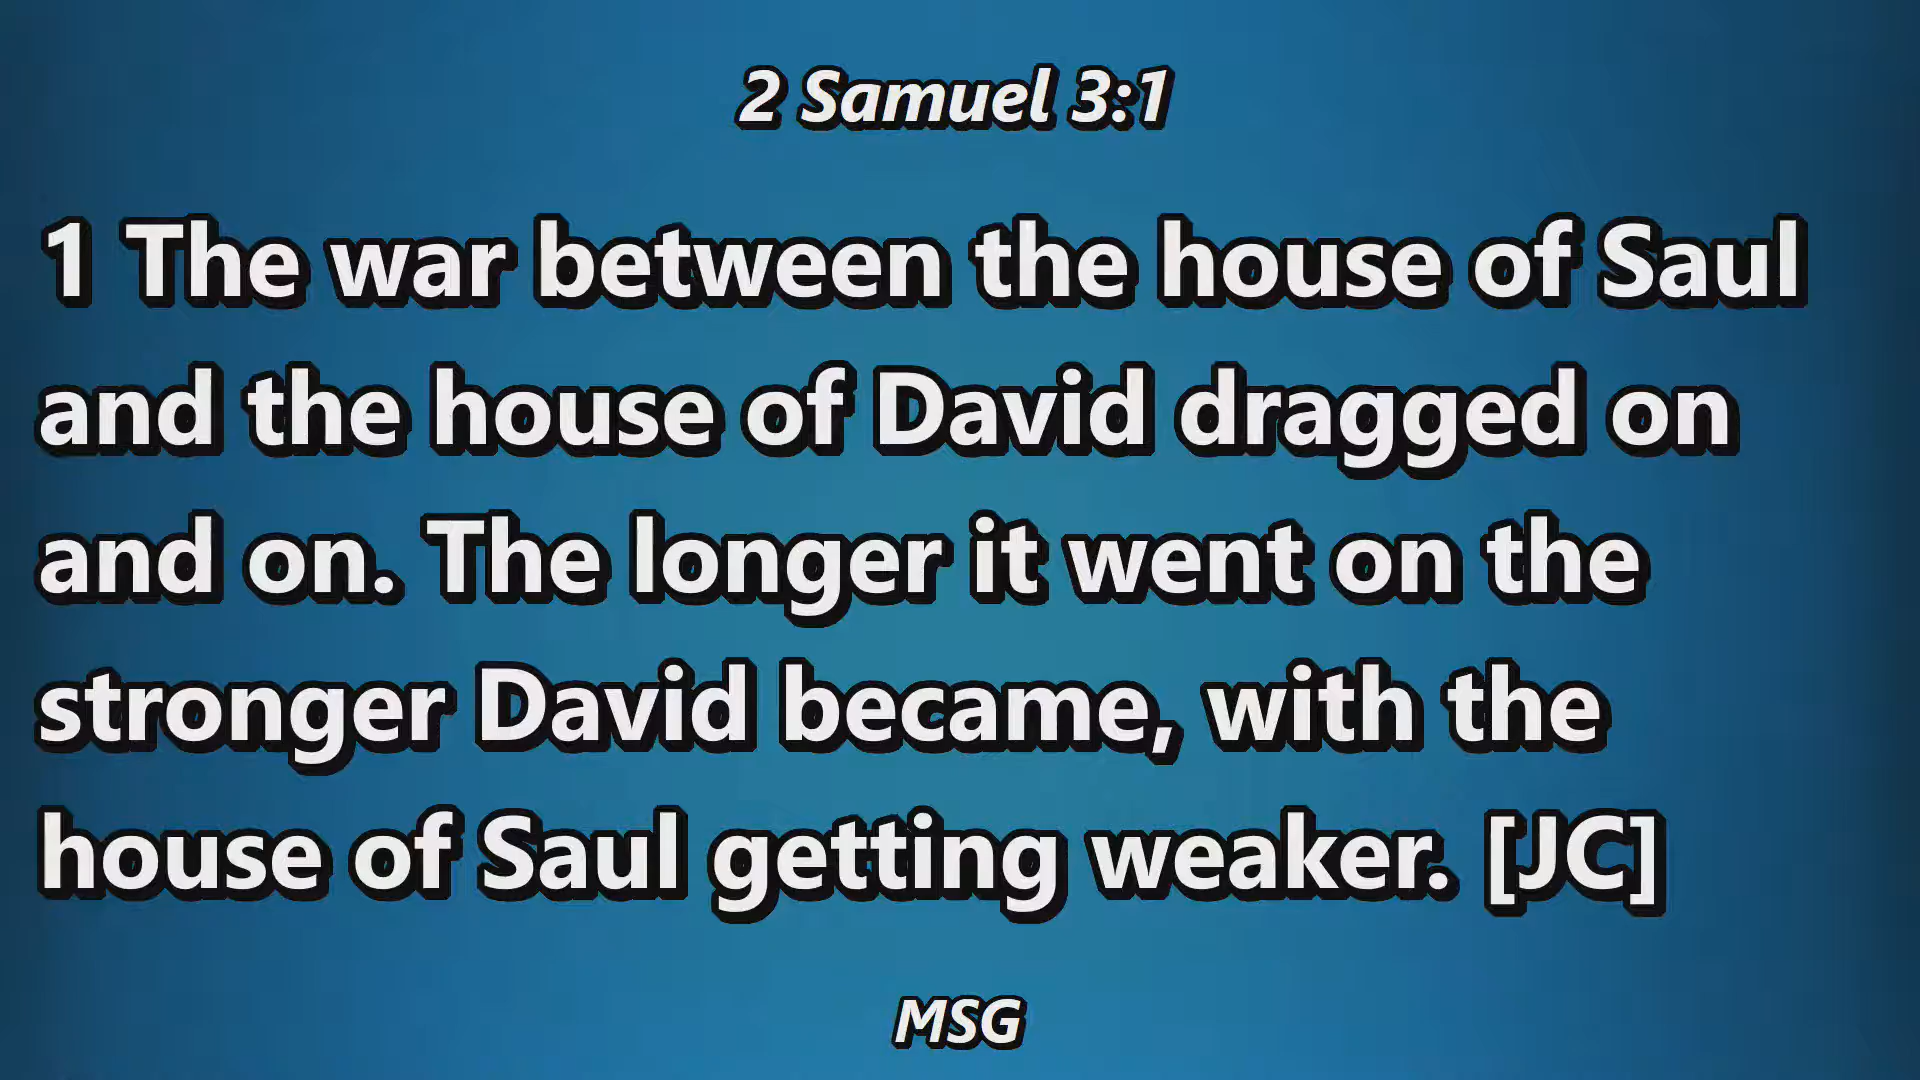 2 Samuel 3:1
1 The war between the house of Saul
and the house of David dragged on
and on. The longer it went on the
stronger David became, with the
house of Saul getting weaker. [JC]
MSG